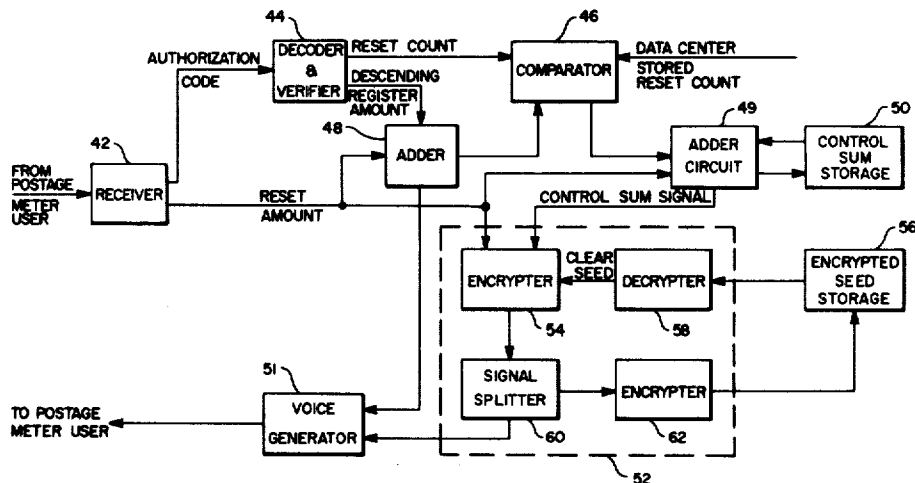 44
46
DECODER
&
VERIFIER
RESET COUNT
AUTHORIZATION
CODE
DESCENDING
REGISTER
AMOUNT
COMPARATOR
DATA CENTER
STORED
RESET COUNT
42
48
49
50
ADDER
ADDER
CIRCUIT
CONTROL
SUM
STORAGE
FROM
POSTAGE
METER
USER
RECEIVER
RESET
AMOUNT
CONTROL SUM SIGNAL
56
ENCRYPTER
CLEAR
SEED
DECRYPTER
ENCRYPTED
SEED
STORAGE
54
58
51
SIGNAL
SPLITTER
ENCRYPTER
VOICE
GENERATOR
TO POSTAGE
METER USER
60
62
52